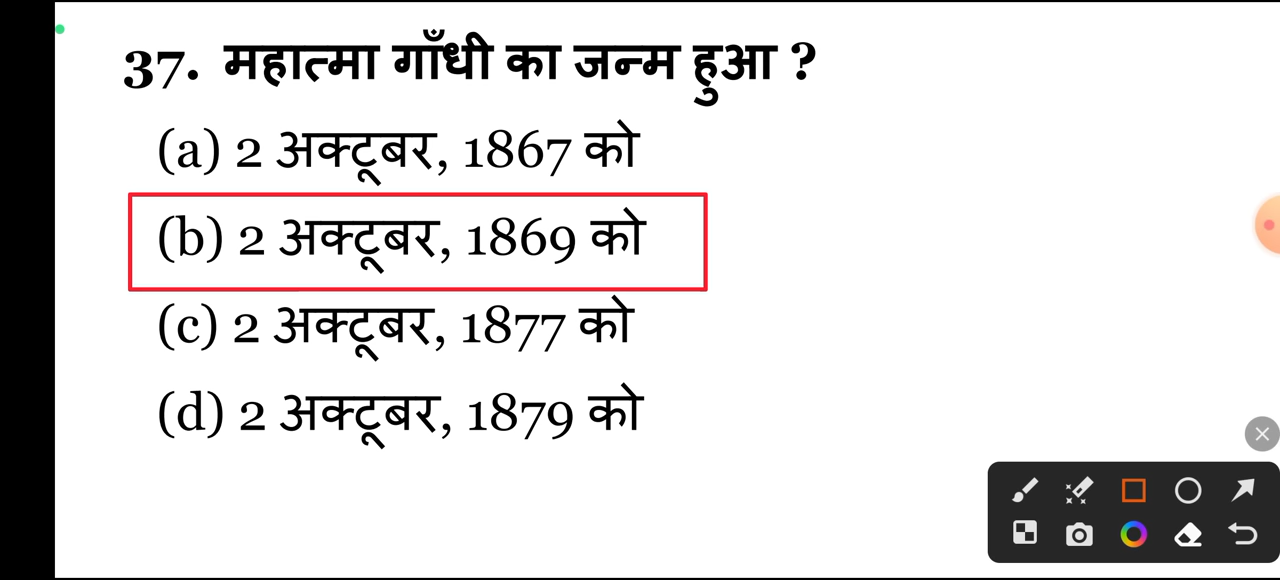 37. महात्मा गाँधी का जन्म हुआ ?
(a) 2 अक्टूबर, 1867 को
(b) 2 अक्टूबर, 1869 को
(c) 2 अक्टूबर, 1877 को
(d) 2 अक्टूबर, 1879 को